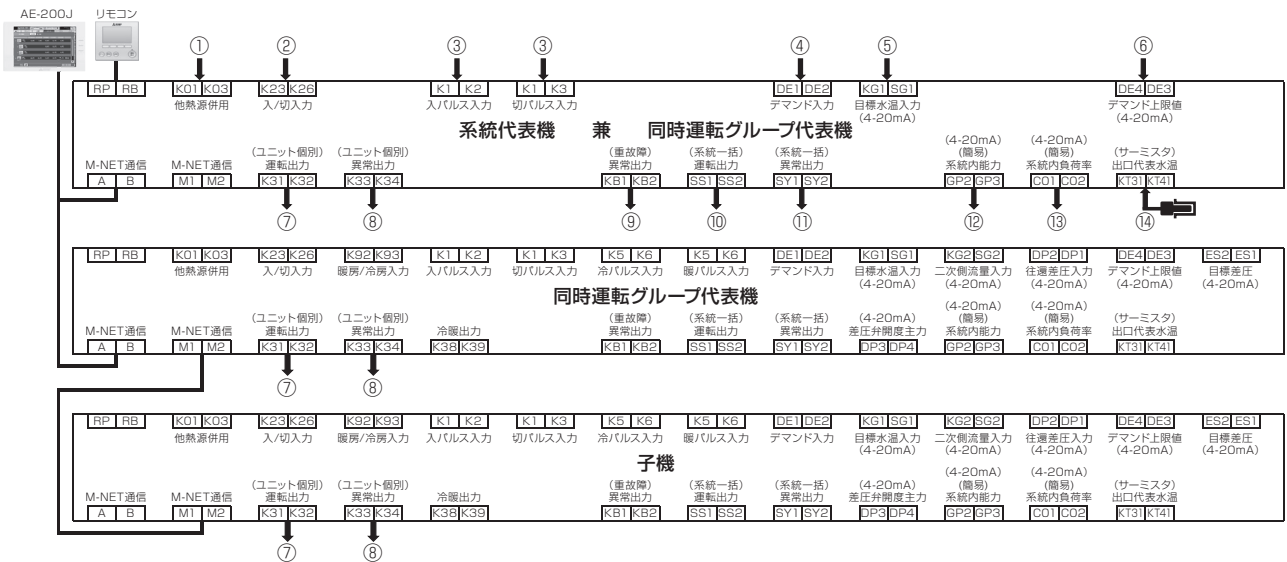 AE-200J リモコン
① ② ③ ③ ④ ⑤ ⑥
RP RB K01 K03 K23 K26 K1 K2 K1 K3 DE1 DE2 KG1 SG1 DE4 DE3
他熱源併用 入/切入力 入パルス入力 切パルス入力 デマンド入力 目標水温入力 デマンド上限値
(4-20mA) (4-20mA)
系統代表機 兼 同時運転グループ代表機
(4-20mA) (4-20mA)
(ユニット個別) (ユニット個別) (重故障) (系統一括) (系統一括) (簡易) (簡易) (サーミスタ)
M-NET通信 M-NET通信 運転出力 異常出力 異常出力 運転出力 異常出力 系統内能力 系統内負荷率 出口代表水温
A B M1 M2 K31 K32 K33 K34 KB1 KB2 SS1 SS2 SY1 SY2 GP2 GP3 CO1 CO2 KT31 KT41
⑦ ⑧ ⑨ ⑩ ⑪ ⑫ ⑬ ⑭
RP RB K01 K03 K23 K26 K92 K93 K1 K2 K1 K3 K5 K6 K5 K6 DE1 DE2 KG1 SG1 KG2 SG2 DP2 DP1 DE4 DE3 ES2 ES1
他熱源併用 入/切入力 暖房/冷房入力 入パルス入力 切パルス入力 冷パルス入力 暖パルス入力 デマンド入力 目標水温入力 二次側流量入力 往還差圧入力 デマンド上限値 目標差圧
(4-20mA) (4-20mA) (4-20mA) (4-20mA) (4-20mA)
同時運転グループ代表機
(4-20mA) (4-20mA)
(ユニット個別) (ユニット個別) (重故障) (系統一括) (系統一括) (4-20mA) (簡易) (簡易) (サーミスタ)
M-NET通信 M-NET通信 運転出力 異常出力 冷暖出力 異常出力 運転出力 異常出力 差圧弁開度主力 系統内能力 系統内負荷率 出口代表水温
A B M1 M2 K31 K32 K33 K34 K38 K39 KB1 KB2 SS1 SS2 SY1 SY2 DP3 DP4 GP2 GP3 CO1 CO2 KT31 KT41
⑦ ⑧
RP RB K01 K03 K23 K26 K92 K93 K1 K2 K1 K3 K5 K6 K5 K6 DE1 DE2 KG1 SG1 KG2 SG2 DP2 DP1 DE4 DE3 ES2 ES1
他熱源併用 入/切入力 暖房/冷房入力 入パルス入力 切パルス入力 冷パルス入力 暖パルス入力 デマンド入力 目標水温入力 二次側流量入力 往還差圧入力 デマンド上限値 目標差圧
(4-20mA) (4-20mA) (4-20mA) (4-20mA) (4-20mA)
子機
(4-20mA) (4-20mA)
(ユニット個別) (ユニット個別) (重故障) (系統一括) (系統一括) (4-20mA) (簡易) (簡易) (サーミスタ)
M-NET通信 M-NET通信 運転出力 異常出力 冷暖出力 異常出力 運転出力 異常出力 差圧弁開度主力 系統内能力 系統内負荷率 出口代表水温
A B M1 M2 K31 K32 K33 K34 K38 K39 KB1 KB2 SS1 SS2 SY1 SY2 DP3 DP4 GP2 GP3 CO1 CO2 KT31 KT41
⑦ ⑧